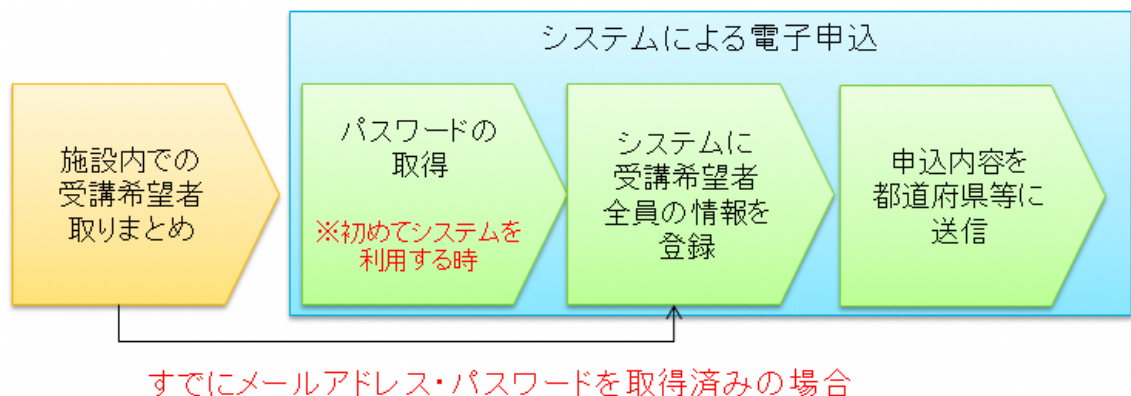 システムによる電子申込
施設内での
受講希望者
取りまとめ
パスワードの
取得
※初めてシステムを
利用する時
システムに
受講希望者
全員の情報を
登録
申込内容を
都道府県等に
送信
すでにメールアドレス・パスワードを取得済みの場合